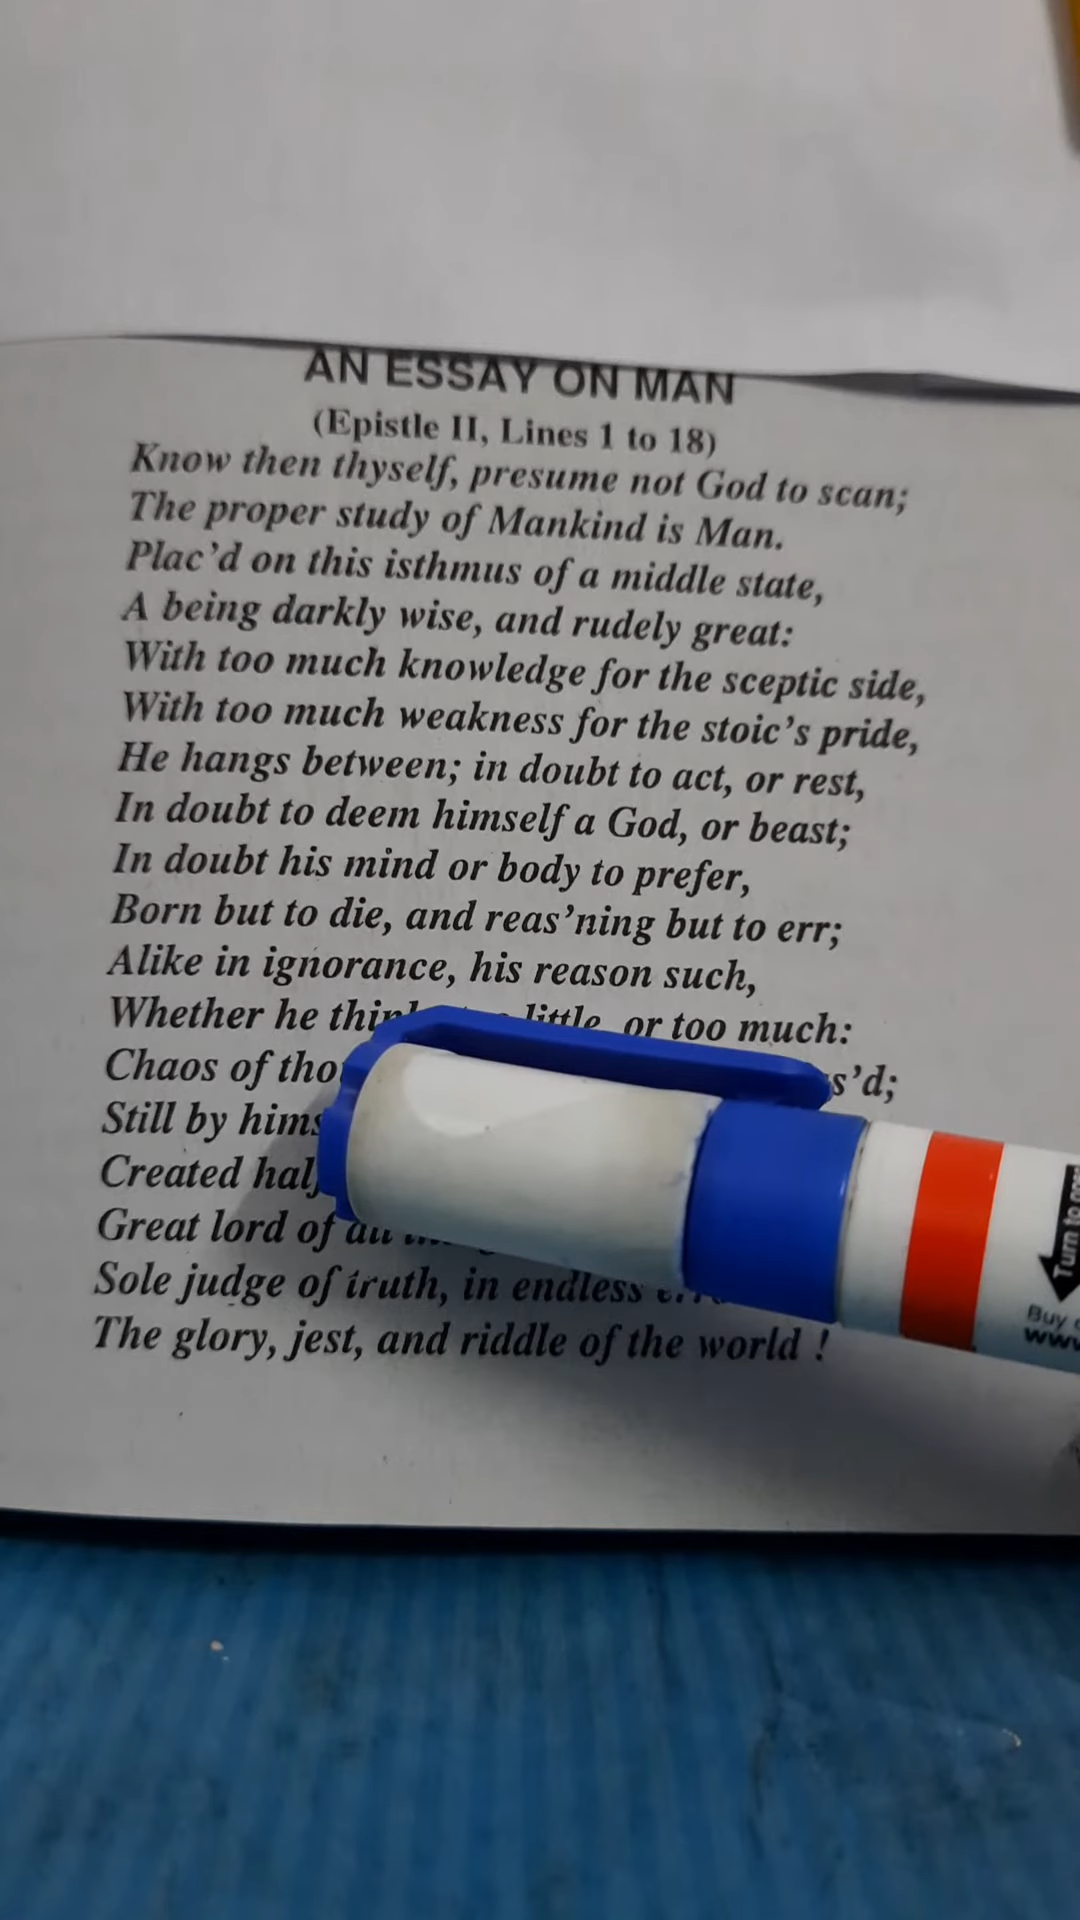 AN ESSAY ON MAN
(Epistle II, Lines 1 to 18)
Know then thyself, presume not God to scan;
The proper study of Mankind is Man.
Plac’d on this isthmus of a middle state,
A being darkly wise, and rudely great:
With too much knowledge for the sceptic side,
With too much weakness for the stoic’s pride,
He hangs between; in doubt to act, or rest,
In doubt to deem himself a God, or beast;
In doubt his mind or body to prefer,
Born but to die, and reas’ning but to err;
Alike in ignorance, his reason such,
Whether he little, or too much:
Chaos of
Still by
Created
Great lord of all
Sole judge of truth, in endless
The glory, jest, and riddle of the world !
Turn to
Buy